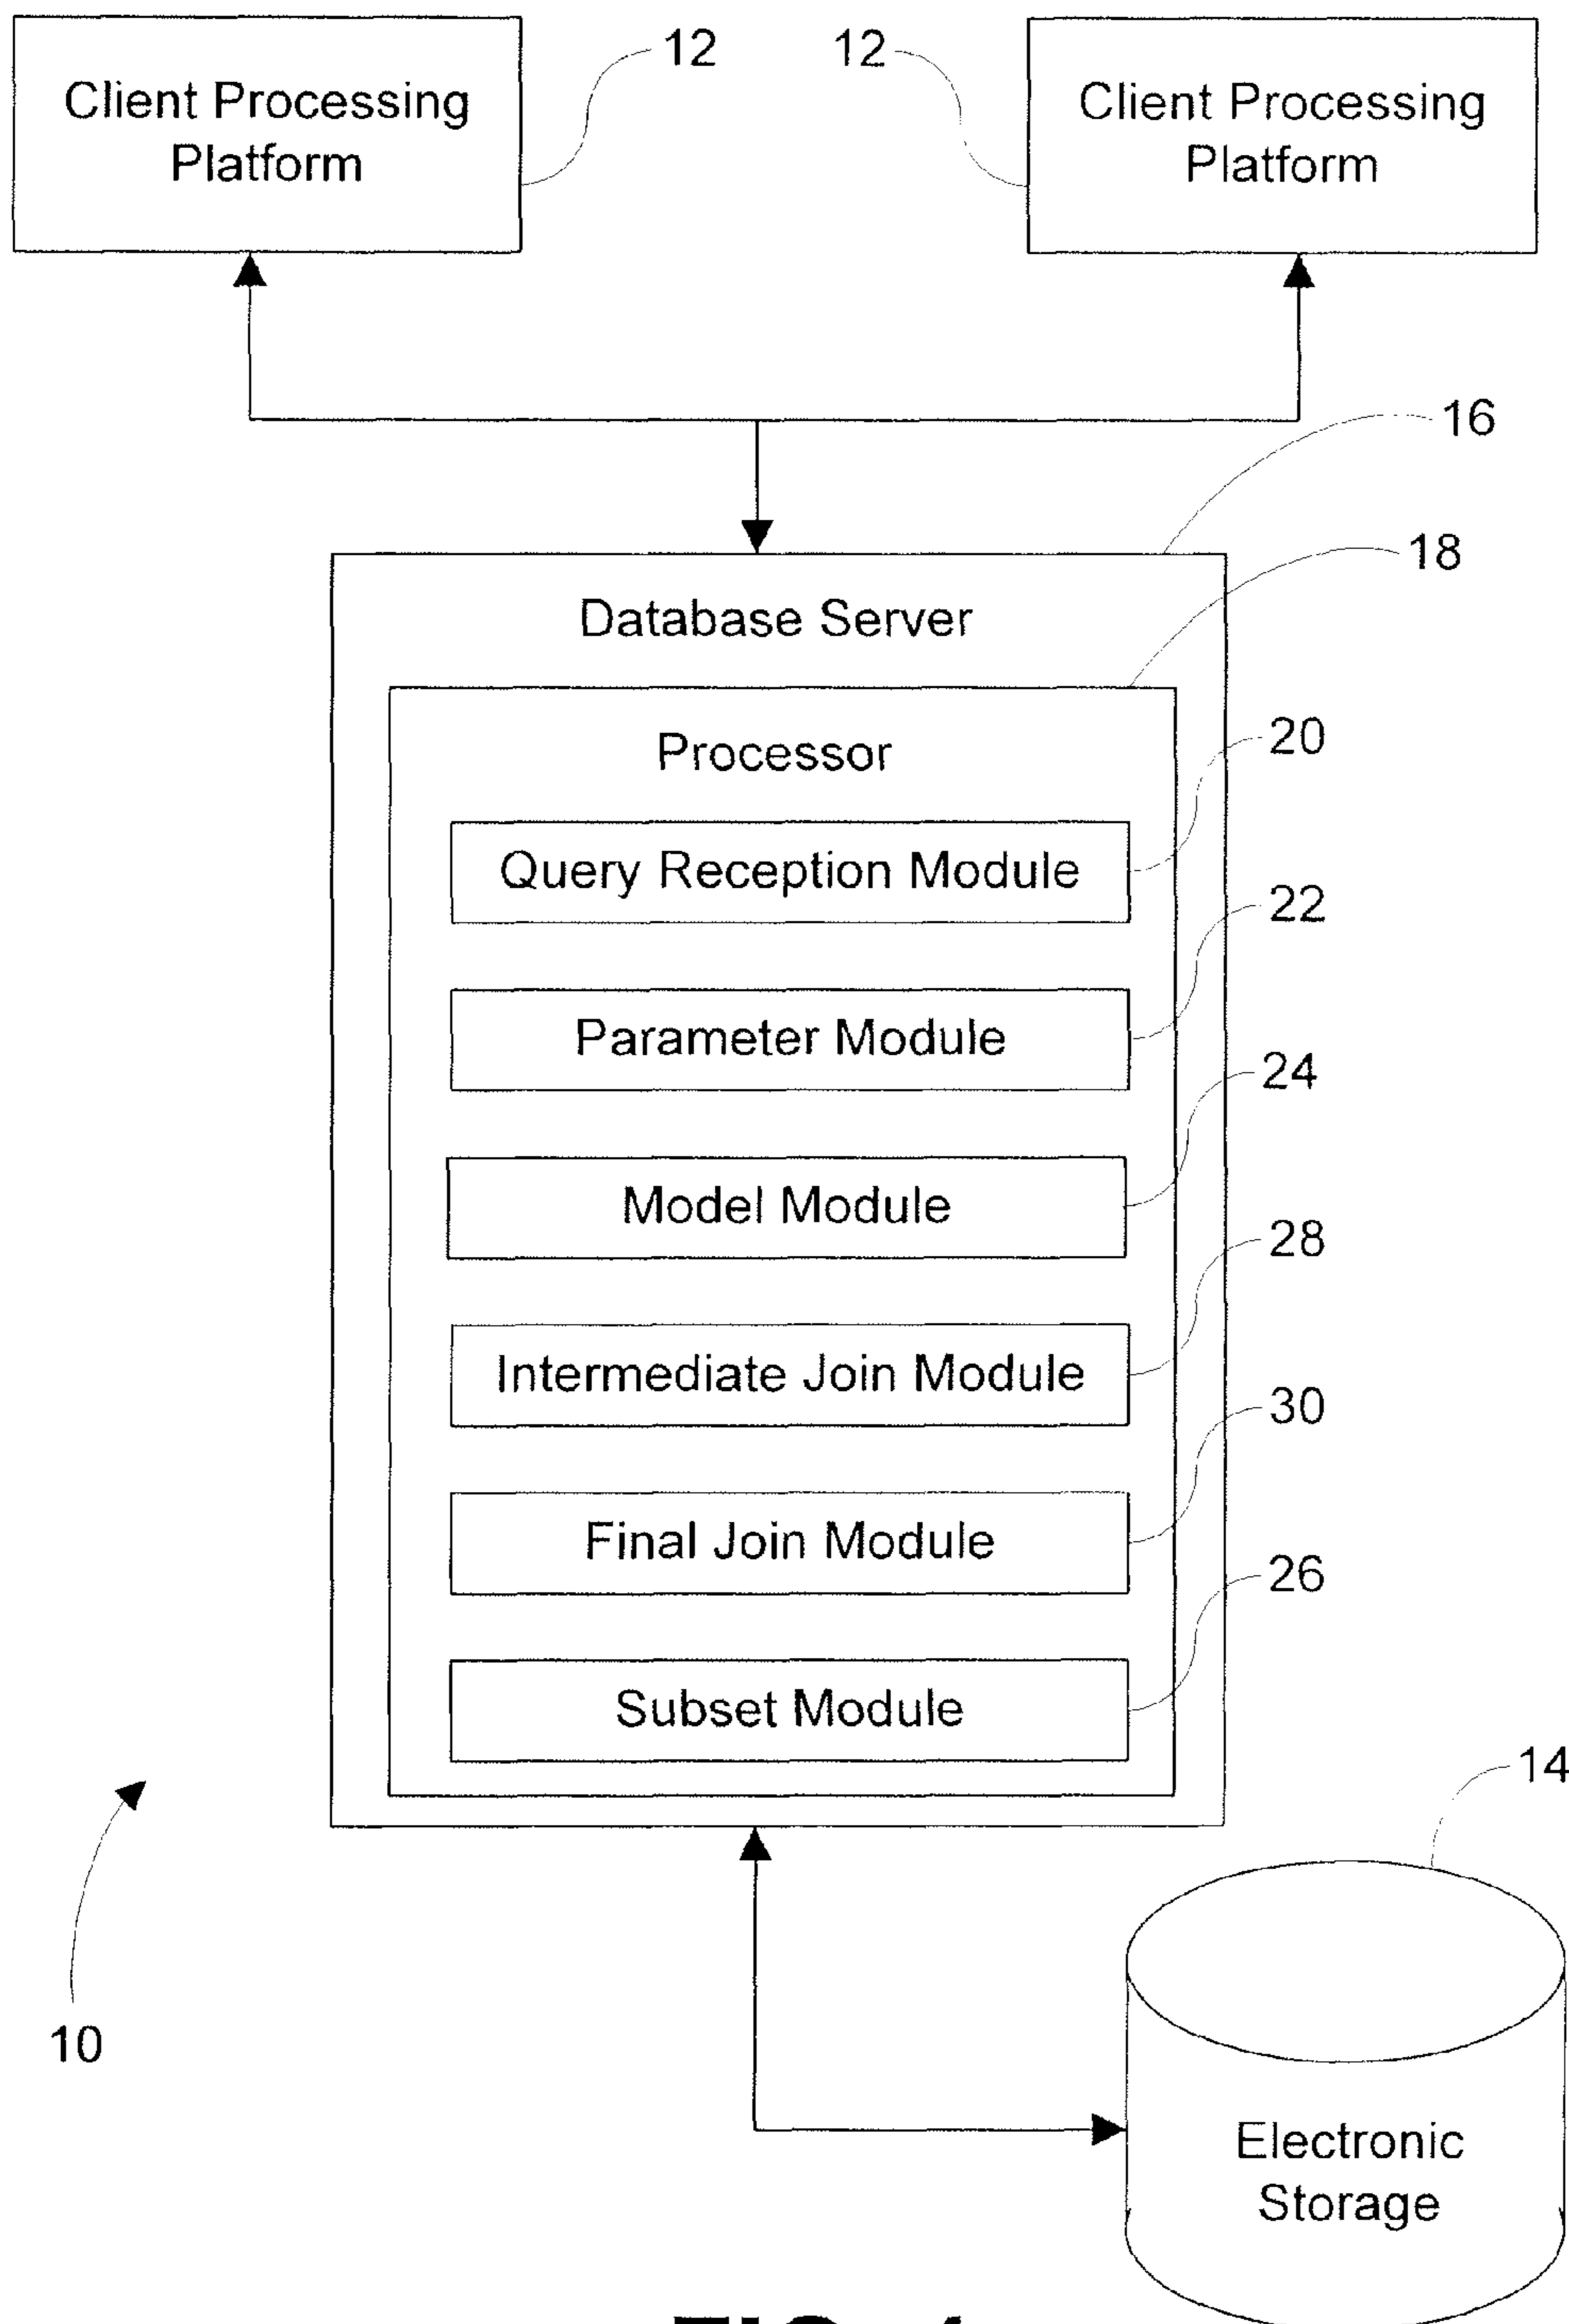 Client Processing
Platform
12
12
Client Processing
Platform
16
18
Database Server
Processor
20
Query Reception Module
22
Parameter Module
24
Model Module
28
Intermediate Join Module
30
Final Join Module
26
Subset Module
14
10
Electronic
Storage